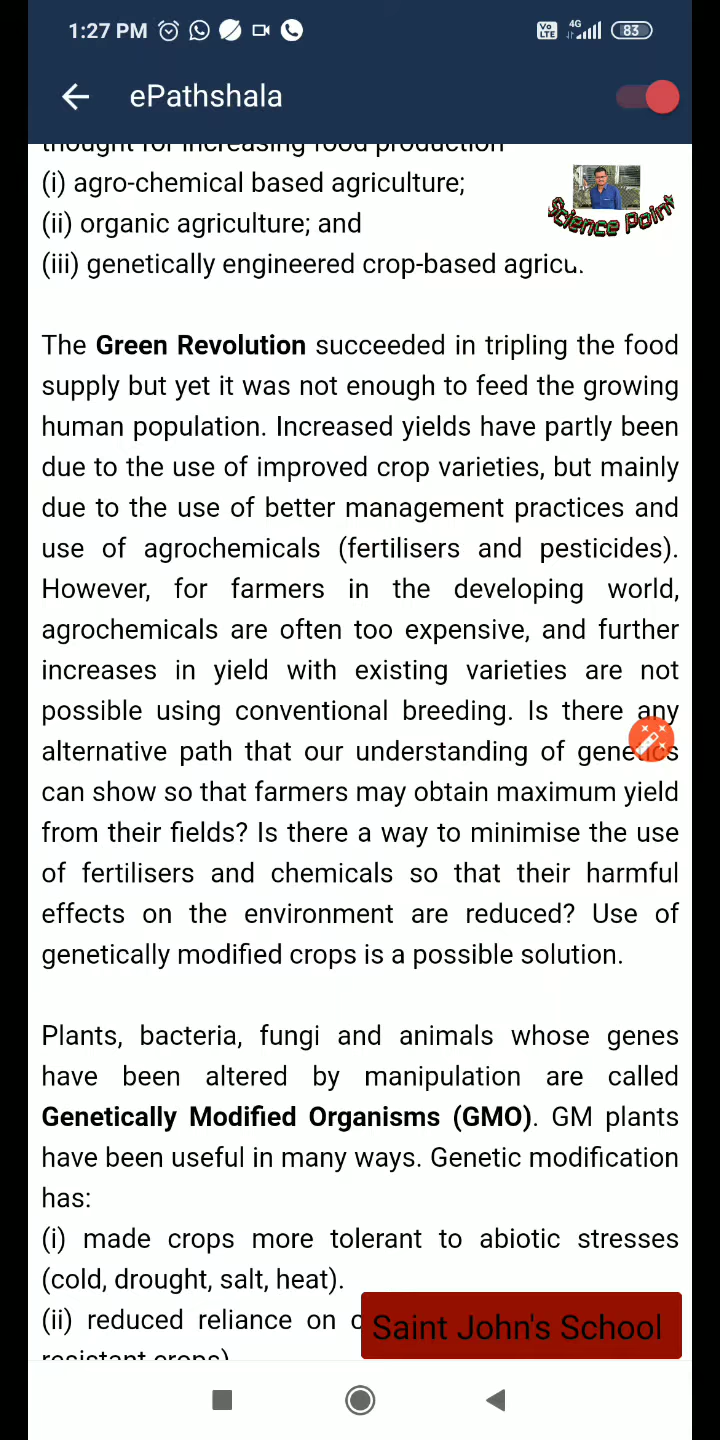 1:27 PM
VoLTE 4G 83
ePathshala
thought for increasing food production
(i) agro-chemical based agriculture;
Science Point
(ii) organic agriculture; and
(iii) genetically engineered crop-based agricu.
The Green Revolution succeeded in tripling the food
supply but yet it was not enough to feed the growing
human population. Increased yields have partly been
due to the use of improved crop varieties, but mainly
due to the use of better management practices and
use of agrochemicals (fertilisers and pesticides).
However, for farmers in the developing world,
agrochemicals are often too expensive, and further
increases in yield with existing varieties are not
possible using conventional breeding. Is there any
alternative path that our understanding of genetics
can show so that farmers may obtain maximum yield
from their fields? Is there a way to minimise the use
of fertilisers and chemicals so that their harmful
effects on the environment are reduced? Use of
genetically modified crops is a possible solution.
Plants, bacteria, fungi and animals whose genes
have been altered by manipulation are called
Genetically Modified Organisms (GMO). GM plants
have been useful in many ways. Genetic modification
has:
(i) made crops more tolerant to abiotic stresses
(cold, drought, salt, heat).
(ii) reduced reliance on c
Saint John's School
resistant crops)